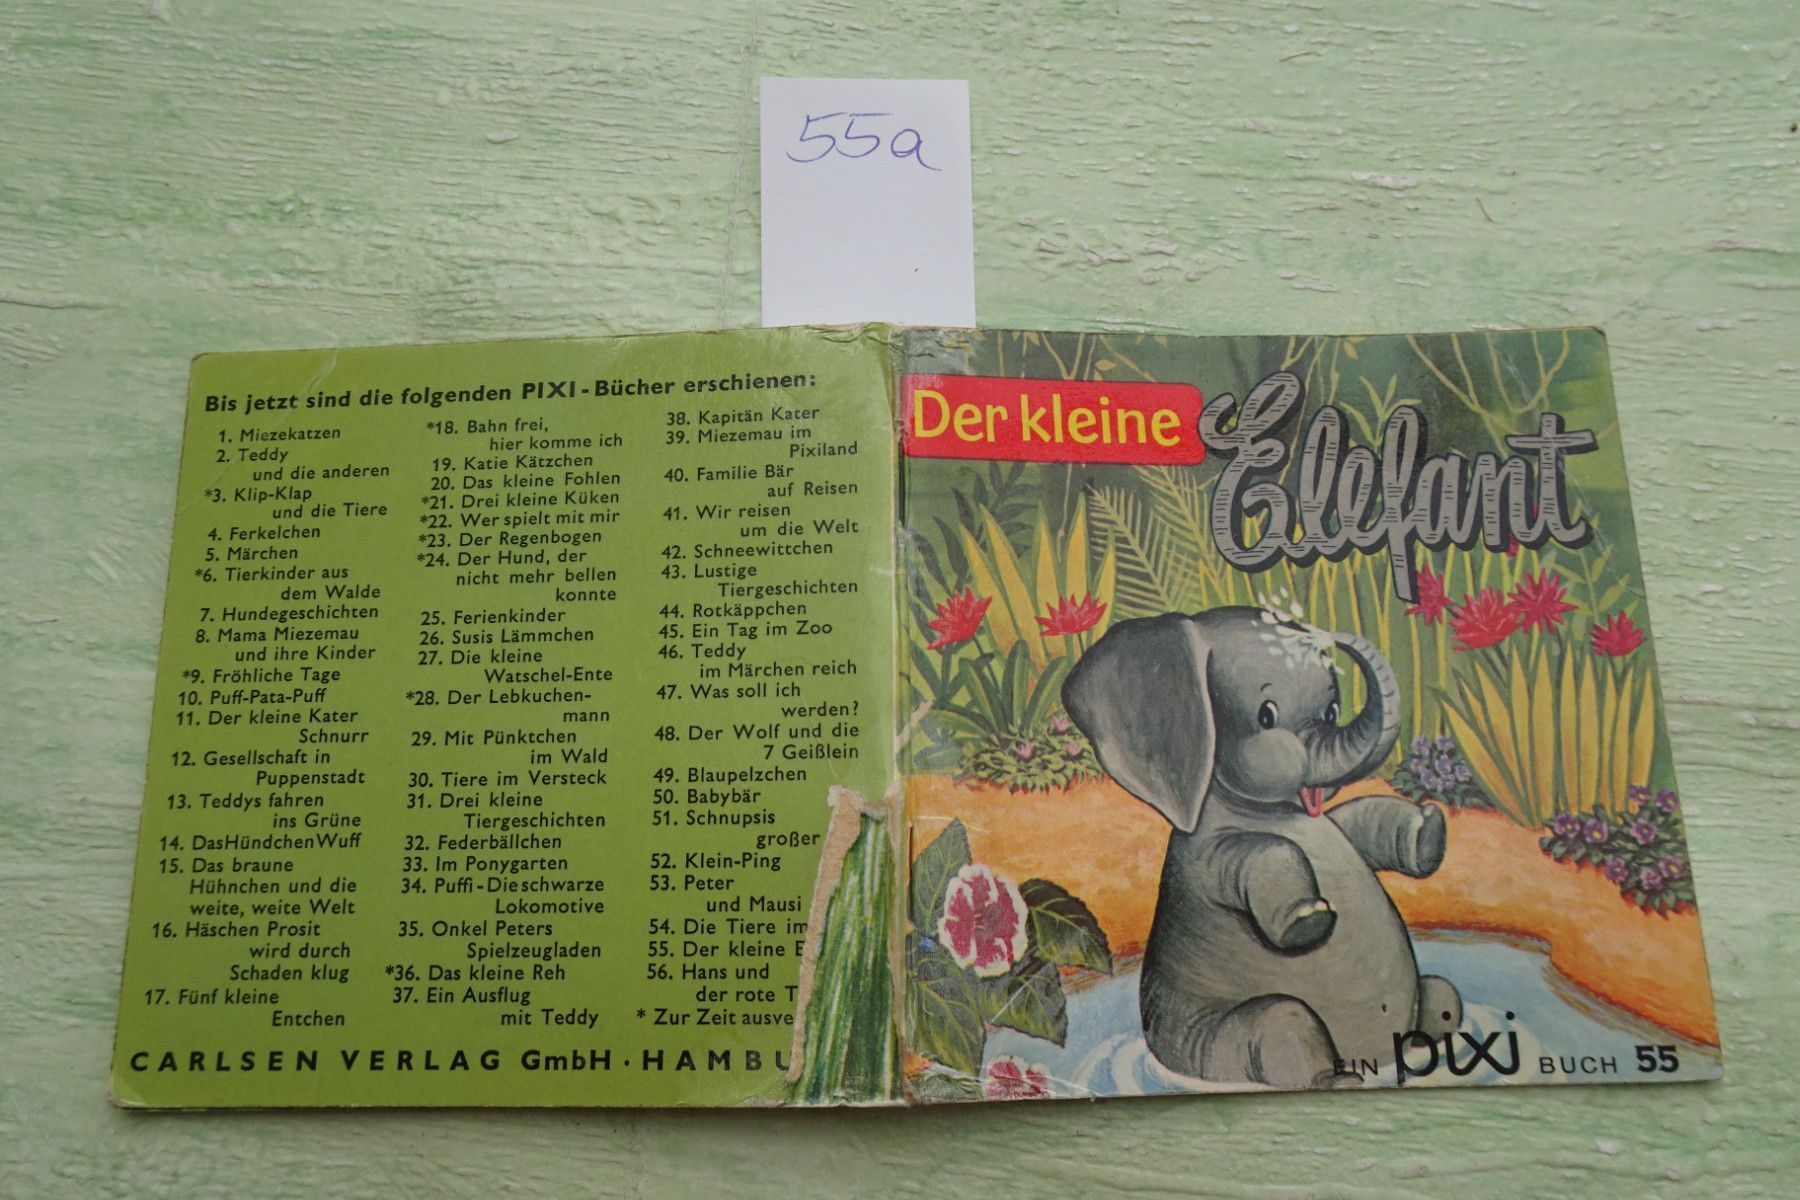 55a
Bis jetzt sind die folgenden PIXI-Bücher erschienen:
1. Miezekatzen
2. Teddy
und die anderen
*3. Klip-Klap
und die Tiere
4. Ferkelchen
5. Märchen
*6. Tierkinder aus
dem Walde
7. Hundegeschichten
8. Mama Miezemau
und ihre Kinder
*9. Fröhliche Tage
10. Puff-Pata-Puff
11. Der kleine Kater
Schnurr
12. Gesellschaft in
Puppenstadt
13. Teddys fahren
ins Grüne
14. Das Hündchen Wuff
15. Das braune
Hühnchen und die
weite, weite Welt
16. Häschen Prosit
wird durch
Schaden klug
17. Fünf kleine
Entchen
*18. Bahn frei,
hier komme ich
19. Katie Kätzchen
20. Das kleine Fohlen
*21. Drei kleine Küken
*22. Wer spielt mit mir
*23. Der Regenbogen
*24. Der Hund, der
nicht mehr bellen
konnte
25. Ferienkinder
26. Susis Lämmchen
27. Die kleine
Watschel-Ente
*28. Der Lebkuchen-
mann
29. Mit Pünktchen
im Wald
30. Tiere im Versteck
31. Drei kleine
Tiergeschichten
32. Federbällchen
33. Im Ponygarten
34. Puffi - Die schwarze
Lokomotive
35. Onkel Peters
Spielzeugladen
*36. Das kleine Reh
37. Ein Ausflug
mit Teddy
38. Kapitän Kater
39. Miezemau im
Pixiland
40. Familie Bär
auf Reisen
41. Wir reisen
um die Welt
42. Schneewittchen
43. Lustige
Tiergeschichten
44. Rotkäppchen
45. Ein Tag im Zoo
46. Teddy
im Märchen reich
47. Was soll ich
werden?
48. Der Wolf und die
7 Geißlein
49. Blaupelzchen
50. Babybär
51. Schnupsis
großer
52. Klein-Ping
53. Peter
und Mausi
54. Die Tiere im
55. Der kleine E
56. Hans und
der rote T
* Zur Zeit ausve
CARLSEN VERLAG GmbH · HAMBU
Der kleine
Elefant
EIN pixi BUCH 55